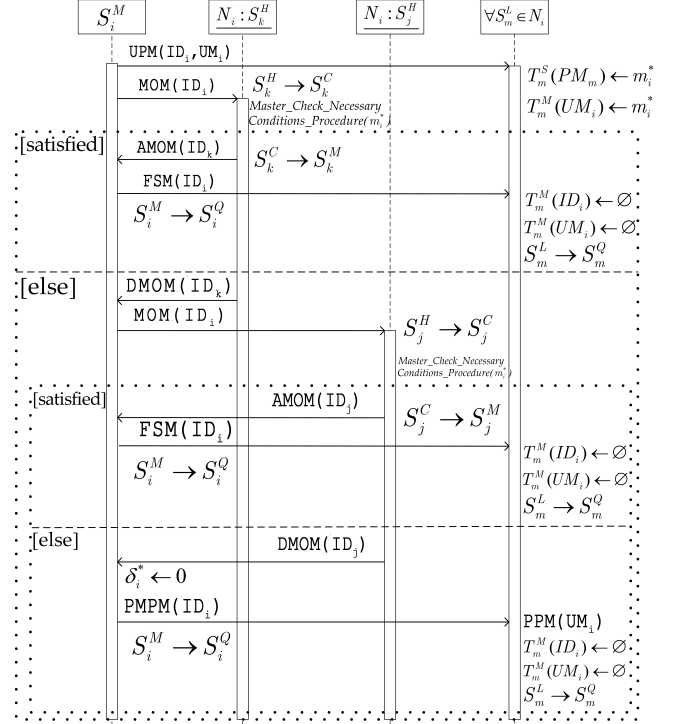 S_i^M N_i : S_k^H N_i : S_j^H ∀S_m^L ∈ N_i
UPM(ID_i,UM_i)
T_m^S(PM_m) ← m_i^*
MOM(ID_i) S_k^H → S_k^C
T_m^M(UM_i) ← m_i^*
Master_Check_Necessary
Conditions_Procedure(m_i^*)
[satisfied] AMOM(ID_k) S_k^C → S_k^M
FSM(ID_i)
T_m^M(ID_i) ← ∅
S_i^M → S_i^Q
T_m^M(UM_i) ← ∅
S_m^L → S_m^Q
[else] DMOM(ID_k)
MOM(ID_i) S_j^H → S_j^C
Master_Check_Necessary
Conditions_Procedure(m_i^*)
[satisfied] AMOM(ID_j) S_j^C → S_j^M
FSM(ID_i)
T_m^M(ID_i) ← ∅
S_i^M → S_i^Q
T_m^M(UM_i) ← ∅
S_m^L → S_m^Q
[else] DMOM(ID_j)
δ_i^* ← 0
PMPM(ID_i) PPM(UM_i)
S_i^M → S_i^Q
T_m^M(ID_i) ← ∅
T_m^M(UM_i) ← ∅
S_m^L → S_m^Q